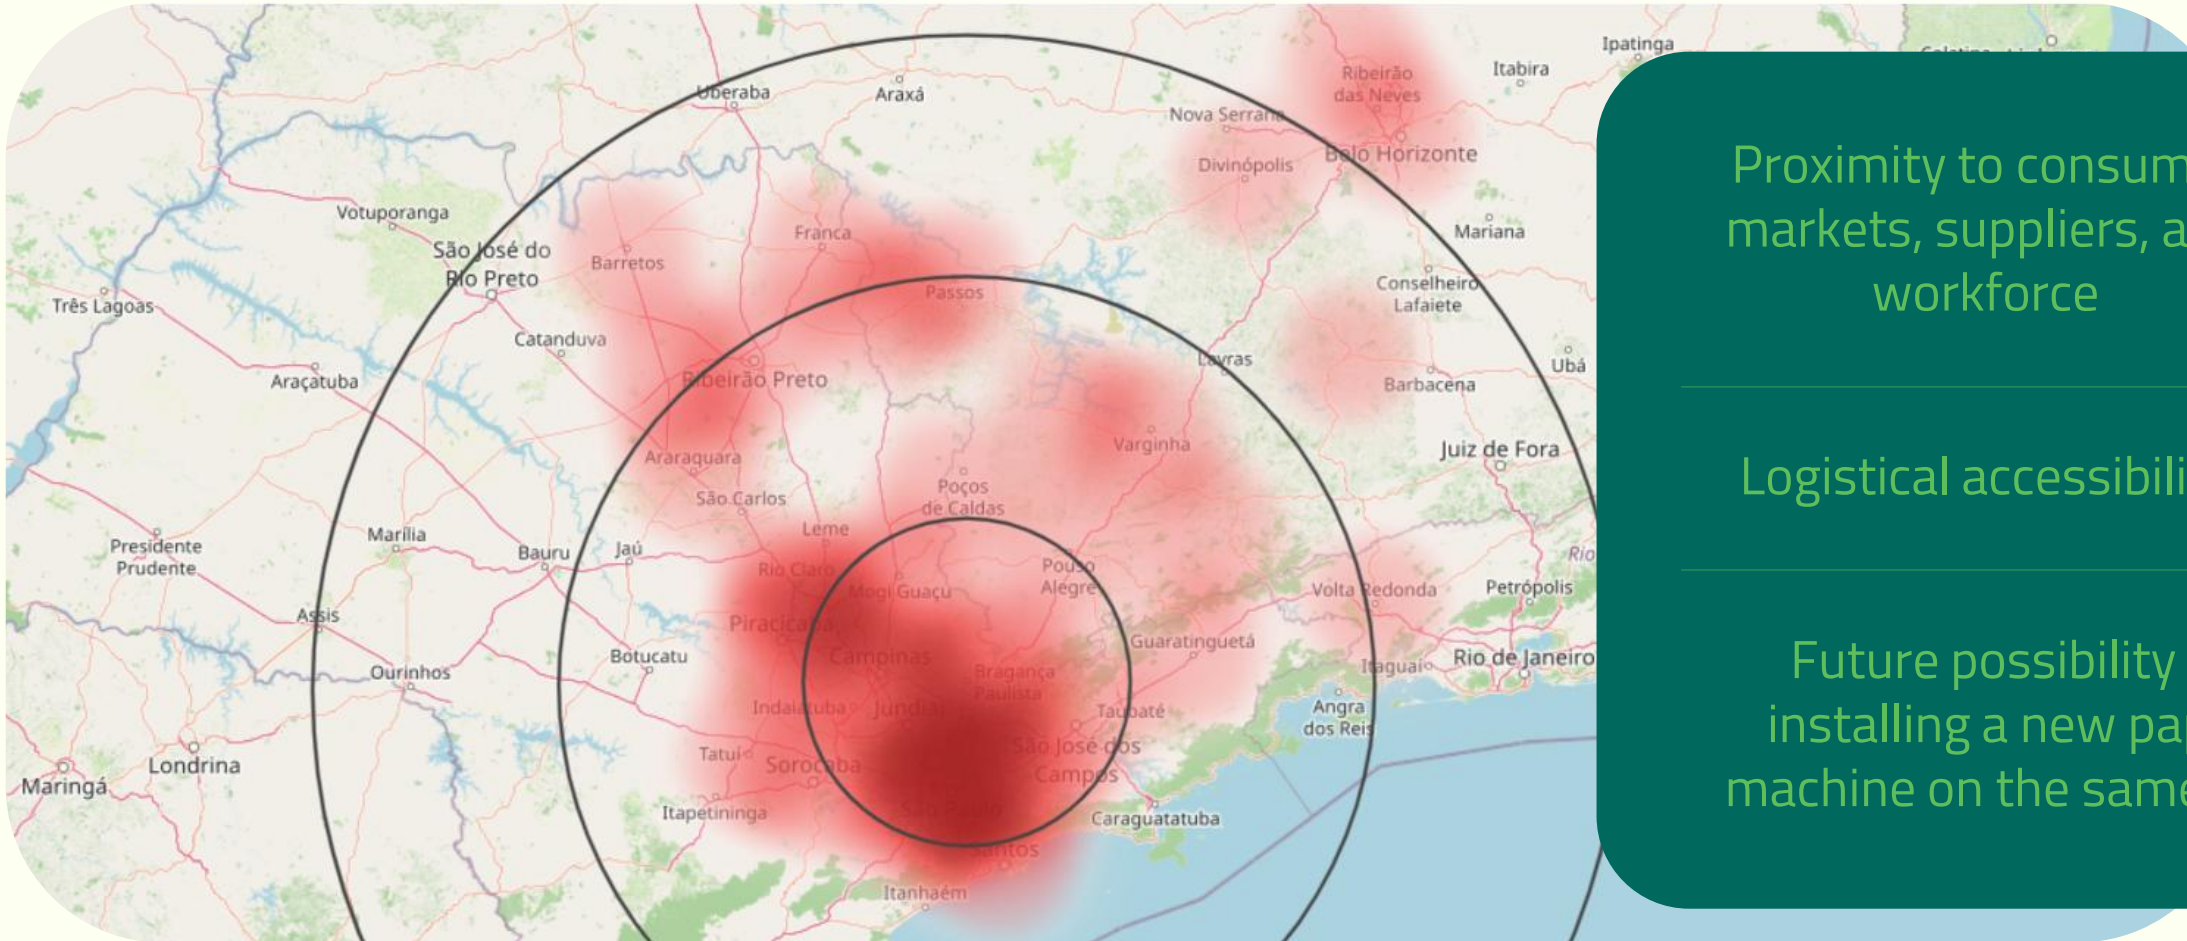 Ipatinga
Itabira
Ribeirão
das Neves
Uberaba
Araxá
Nova Serrana
Belo Horizonte
Divinópolis
Votuporanga
São José do
Rio Preto
Franca
Mariana
Barretos
Três Lagoas
Passos
Conselheiro
Lafaiete
Catanduva
Lavras
Ubá
Araçatuba
Ribeirão Preto
Barbacena
Varginha
Juiz de Fora
Araraquara
São Carlos
Poços
de Caldas
Leme
Marília
Presidente
Prudente
Bauru
Jaú
Rio
Rio Claro
Pouso
Alegre
Mogi Guaçu
Volta Redonda
Petrópolis
Assis
Piracicaba
Guaratinguetá
Botucatu
Campinas
Itaguaí
Rio de Janeiro
Ourinhos
Bragança
Paulista
Indaiatuba
Jundiaí
Taubaté
Angra
dos Reis
Tatuí
Sorocaba
São José dos
Campos
Londrina
Maringá
Itapetininga
São Paulo
Caraguatatuba
Santos
Itanhaém
Proximity to consum
markets, suppliers, a
workforce
Logistical accessibili
Future possibility
installing a new pa
machine on the same